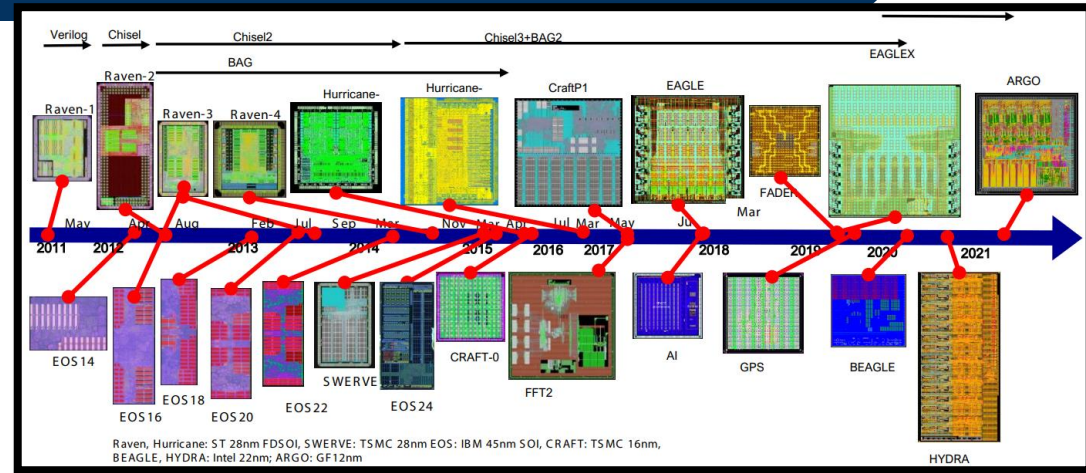 Verilog Chisel Chisel2 Chisel3+BAG2
BAG
EAGLEX
Raven-1
Raven-2
Raven-3
Raven-4
Hurricane-
Hurricane-
CraftP1
EAGLE
FADER
ARGO
May Apr Aug Feb Jul Sep Mar Nov Mar Apr Jul Mar May Ju Mar
2011 2012 2013 2014 2015 2016 2017 2018 2019 2020 2021
EOS14
EOS16
EOS18
EOS20
EOS22
SWERVE
EOS24
CRAFT-0
FFT2
AI
GPS
BEAGLE
HYDRA
Raven, Hurricane: ST 28nm FDSOI, SWERVE: TSMC 28nm EOS: IBM 45nm SOI, CRAFT: TSMC 16nm,
BEAGLE, HYDRA: Intel 22nm; ARGO: GF12nm